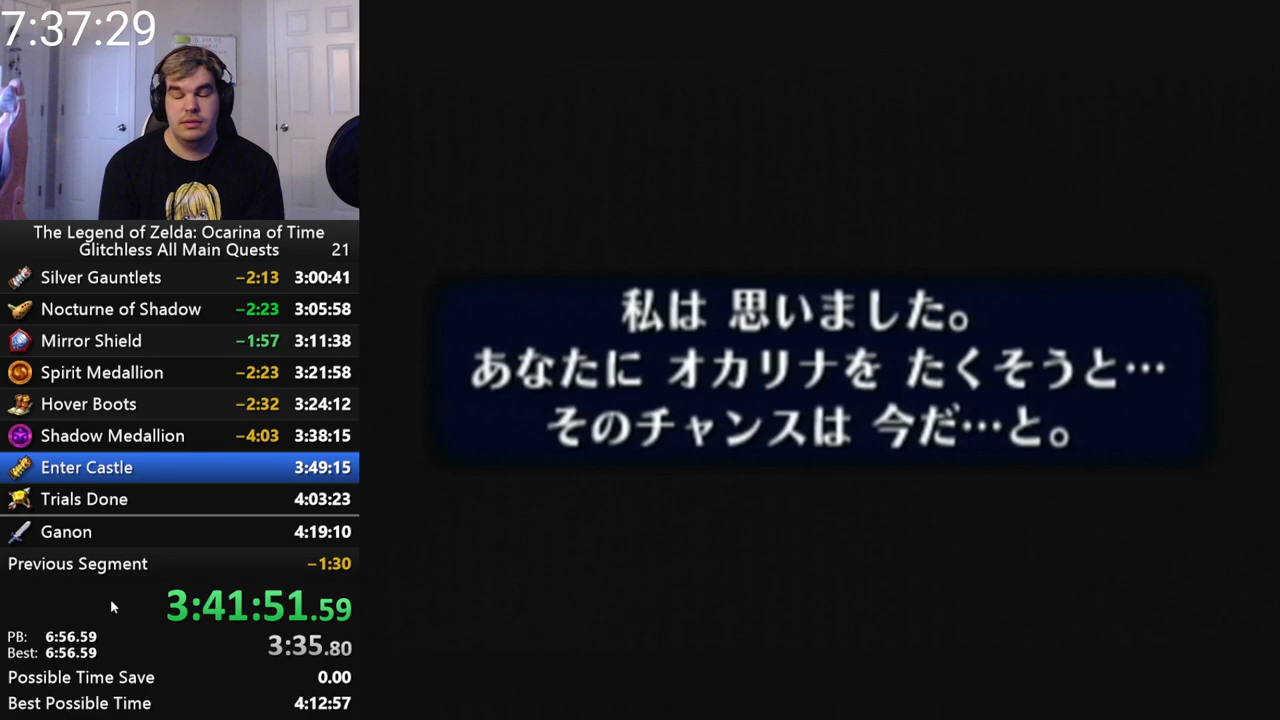 7:37:29
The Legend of Zelda: Ocarina of Time
Glitchless All Main Quests 21
Silver Gauntlets −2:13 3:00:41
Nocturne of Shadow −2:23 3:05:58
Mirror Shield −1:57 3:11:38
Spirit Medallion −2:23 3:21:58
Hover Boots −2:32 3:24:12
Shadow Medallion −4:03 3:38:15
Enter Castle 3:49:15
Trials Done 4:03:23
Ganon 4:19:10
Previous Segment −1:30
3:41:51.59
PB: 6:56.59
Best: 6:56.59
3:35.80
Possible Time Save 0.00
Best Possible Time 4:12:57
私は 思いました。
あなたに オカリナを たくそうと…
そのチャンスは 今だ…と。